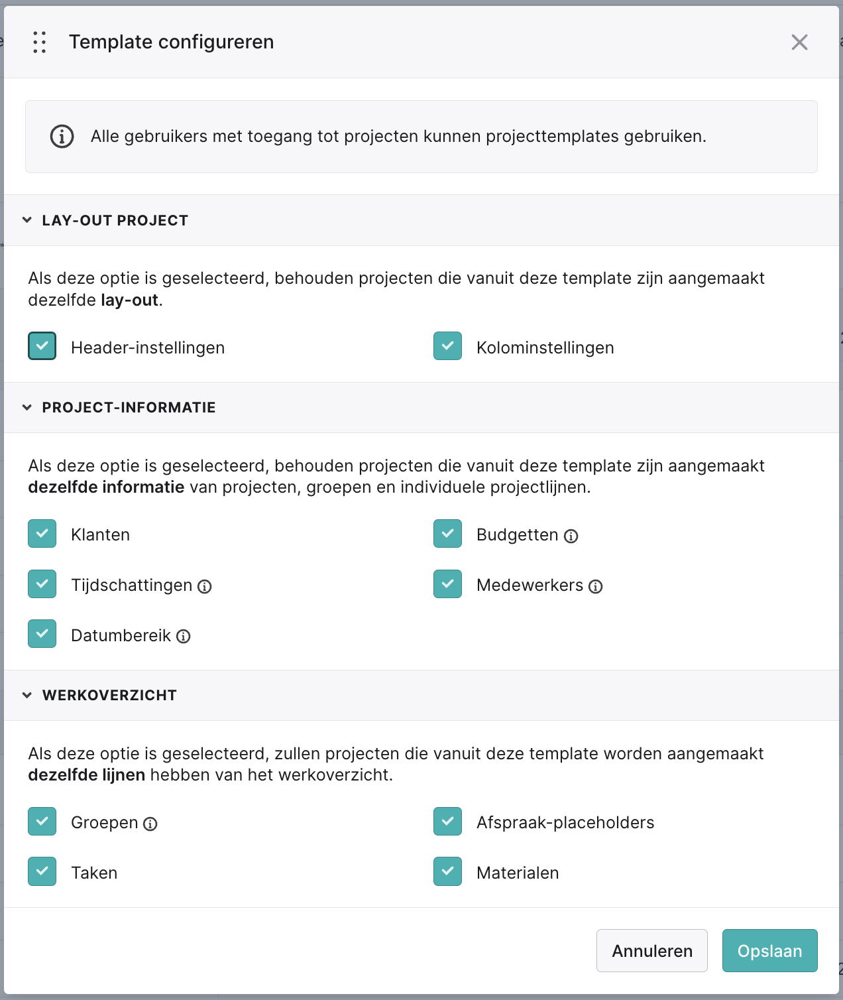 Template configureren
Alle gebruikers met toegang tot projecten kunnen projecttemplates gebruiken.
LAY-OUT PROJECT
Als deze optie is geselecteerd, behouden projecten die vanuit deze template zijn aangemaakt
dezelfde lay-out.
Header-instellingen
Kolominstellingen
PROJECT-INFORMATIE
Als deze optie is geselecteerd, behouden projecten die vanuit deze template zijn aangemaakt
dezelfde informatie van projecten, groepen en individuele projectlijnen.
Klanten
Budgetten
Tijdschattingen
Medewerkers
Datumbereik
WERKOVERZICHT
Als deze optie is geselecteerd, zullen projecten die vanuit deze template worden aangemaakt
dezelfde lijnen hebben van het werkoverzicht.
Groepen
Afspraak-placeholders
Taken
Materialen
Annuleren
Opslaan